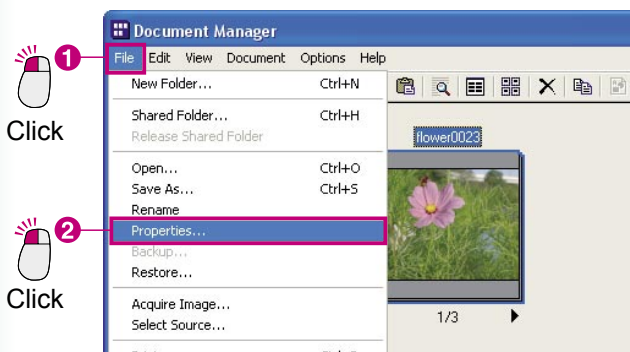 Document Manager
File Edit View Document Options Help
1
Click
New Folder... Ctrl+N
Shared Folder... Ctrl+H
Release Shared Folder
flower0023
Open... Ctrl+O
Save As... Ctrl+S
Rename
2
Click
Properties...
Backup...
Restore...
Acquire Image...
Select Source...
1/3